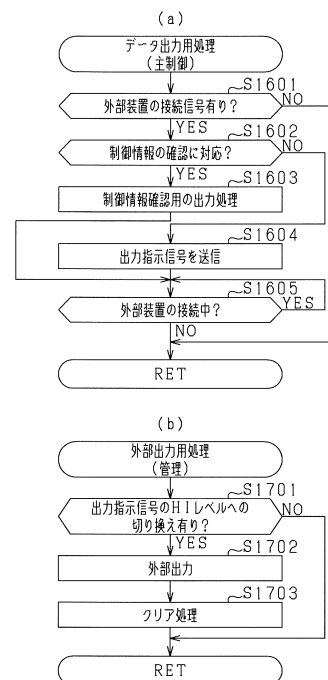 (a)
データ出力用処理
(主制御)
S1601
外部装置の接続信号有り?
NO
YES
S1602
制御情報の確認に対応?
NO
YES
S1603
制御情報確認用の出力処理
S1604
出力指示信号を送信
S1605
外部装置の接続中?
YES
NO
RET
(b)
外部出力用処理
(管理)
S1701
出力指示信号のHIレベルへの
切り換え有り?
NO
YES
S1702
外部出力
S1703
クリア処理
RET